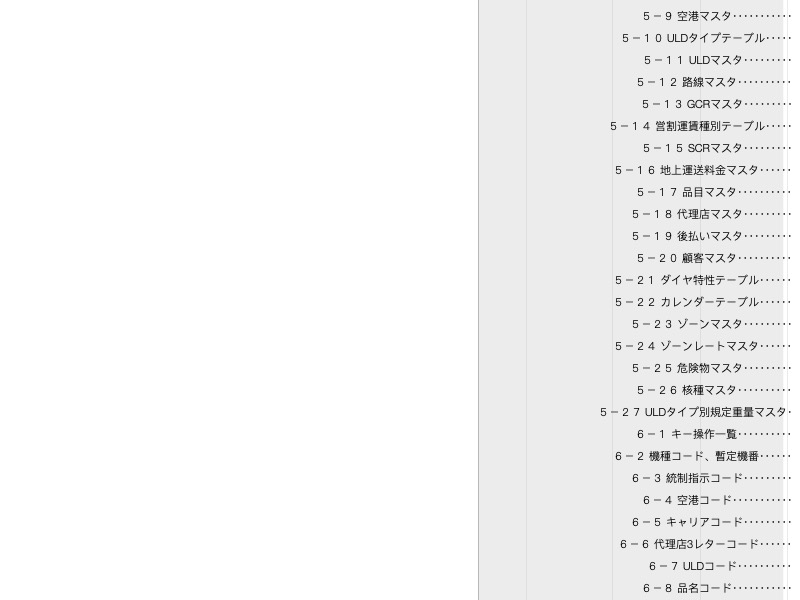 ５－９ 空港マスタ‥‥‥‥‥
５－１０ ULDタイプテーブル‥‥
５－１１ ULDマスタ‥‥‥‥
５－１２ 路線マスタ‥‥‥‥‥
５－１３ GCRマスタ‥‥‥‥
５－１４ 営割運賃種別テーブル‥‥
５－１５ SCRマスタ‥‥‥‥
５－１６ 地上運送料金マスタ‥‥‥
５－１７ 品目マスタ‥‥‥‥‥
５－１８ 代理店マスタ‥‥‥‥
５－１９ 後払いマスタ‥‥‥‥
５－２０ 顧客マスタ‥‥‥‥‥
５－２１ ダイヤ特性テーブル‥‥‥
５－２２ カレンダーテーブル‥‥‥
５－２３ ゾーンマスタ‥‥‥‥
５－２４ ゾーンレートマスタ‥‥‥
５－２５ 危険物マスタ‥‥‥‥
５－２６ 核種マスタ‥‥‥‥‥
５－２７ ULDタイプ別規定重量マスタ‥
６－１ キー操作一覧‥‥‥‥‥
６－２ 機種コード、暫定機番‥‥‥
６－３ 統制指示コード‥‥‥‥
６－４ 空港コード‥‥‥‥‥
６－５ キャリアコード‥‥‥‥
６－６ 代理店3レターコード‥‥‥
６－７ ULDコード‥‥‥‥‥
６－８ 品名コード‥‥‥‥‥